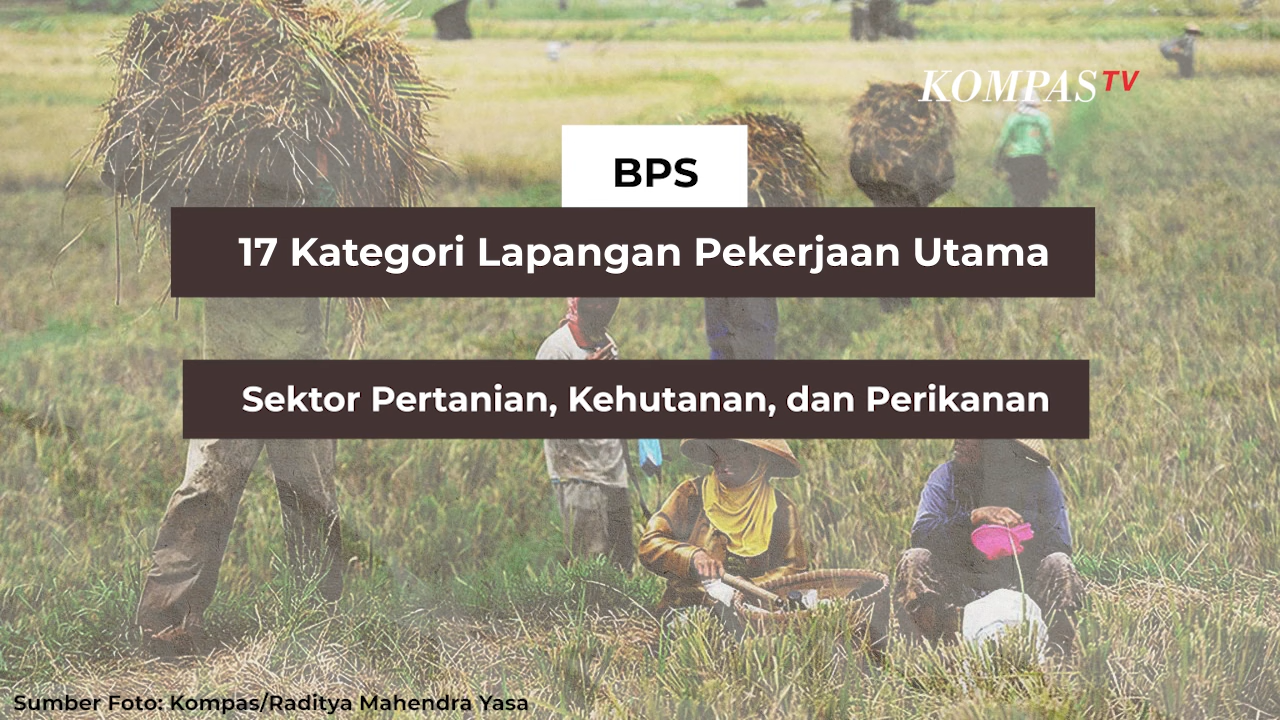 KOMPAS TV
BPS
17 Kategori Lapangan Pekerjaan Utama
Sektor Pertanian, Kehutanan, dan Perikanan
Sumber Foto: Kompas/Raditya Mahendra Yasa